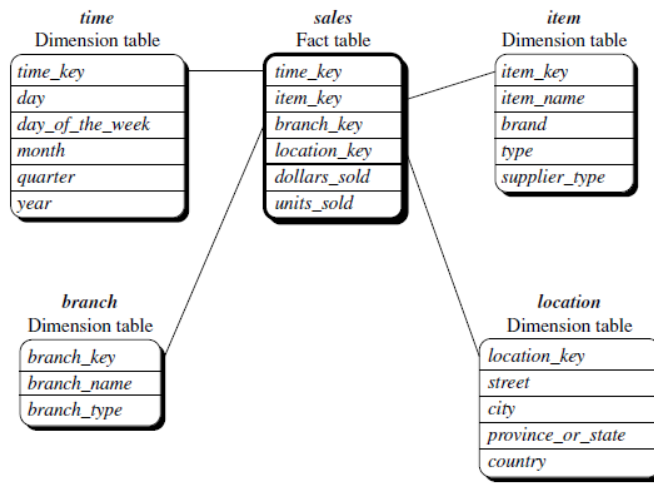 time
Dimension table
time_key
day
day_of_the_week
month
quarter
year
sales
Fact table
time_key
item_key
branch_key
location_key
dollars_sold
units_sold
item
Dimension table
item_key
item_name
brand
type
supplier_type
branch
Dimension table
branch_key
branch_name
branch_type
location
Dimension table
location_key
street
city
province_or_state
country